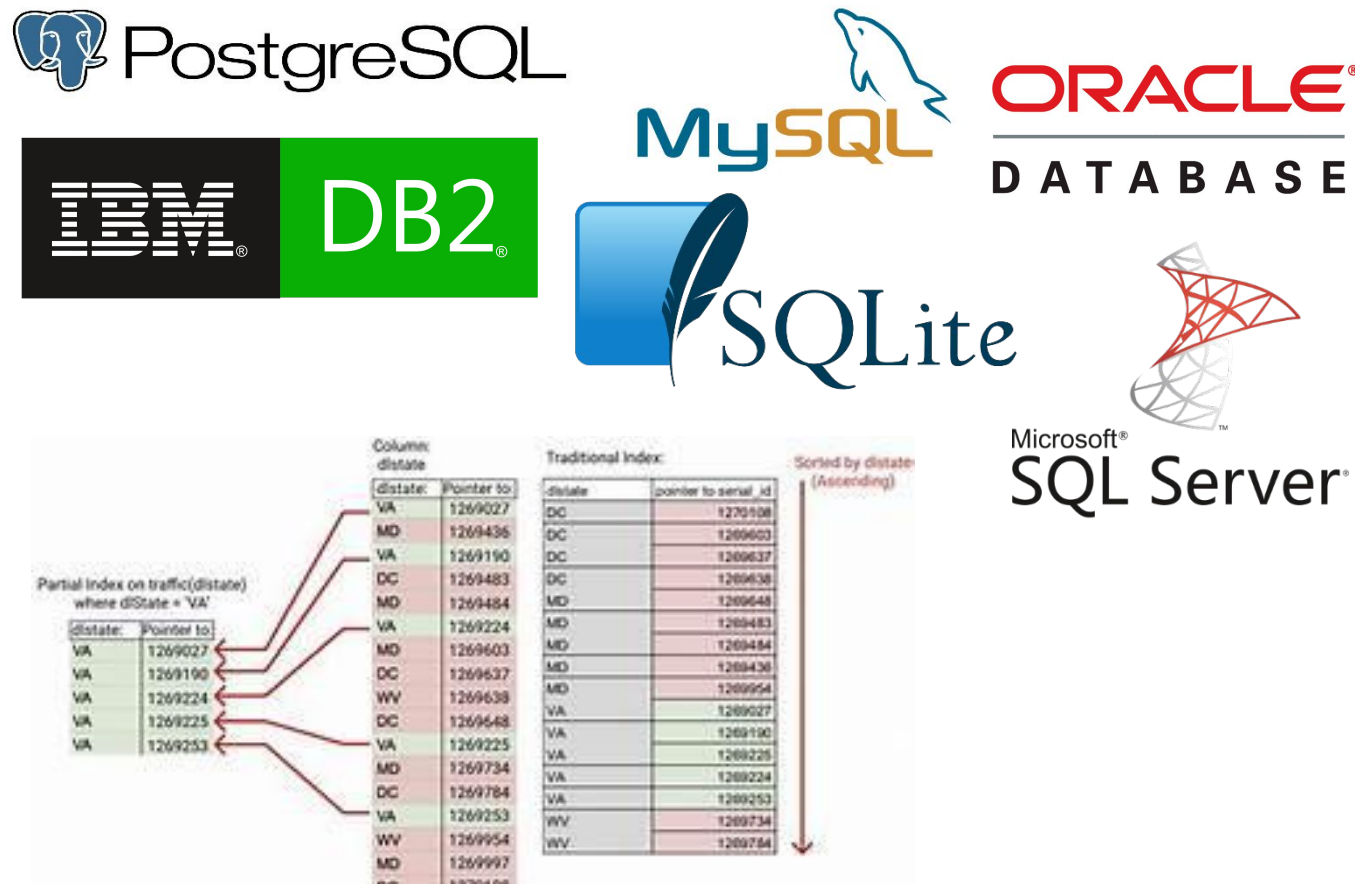 PostgreSQL
MySQL
ORACLE®
DATABASE
IBM® DB2®
SQLite
Microsoft®
SQL Server®
TM
Partial Index on traffic(dlstate)
where dlState = 'VA'
dlstate: Pointer to:
VA 1269027
VA 1269190
VA 1269224
VA 1269225
VA 1269253
Column:
dlstate
dlstate: Pointer to:
VA 1269027
MD 1269436
VA 1269190
DC 1269483
MD 1269484
VA 1269224
MD 1269603
DC 1269637
WV 1269638
DC 1269648
VA 1269225
MD 1269734
DC 1269784
VA 1269253
WV 1269954
MD 1269997
Traditional Index:
dlstate pointer to serial_id
DC 1270108
DC 1269603
DC 1269637
DC 1269638
MD 1269648
MD 1269483
MD 1269484
MD 1269436
MD 1269954
VA 1269027
VA 1269190
VA 1269225
VA 1269224
VA 1269253
WV 1269734
WV 1269784
Sorted by dlstate
(Ascending)